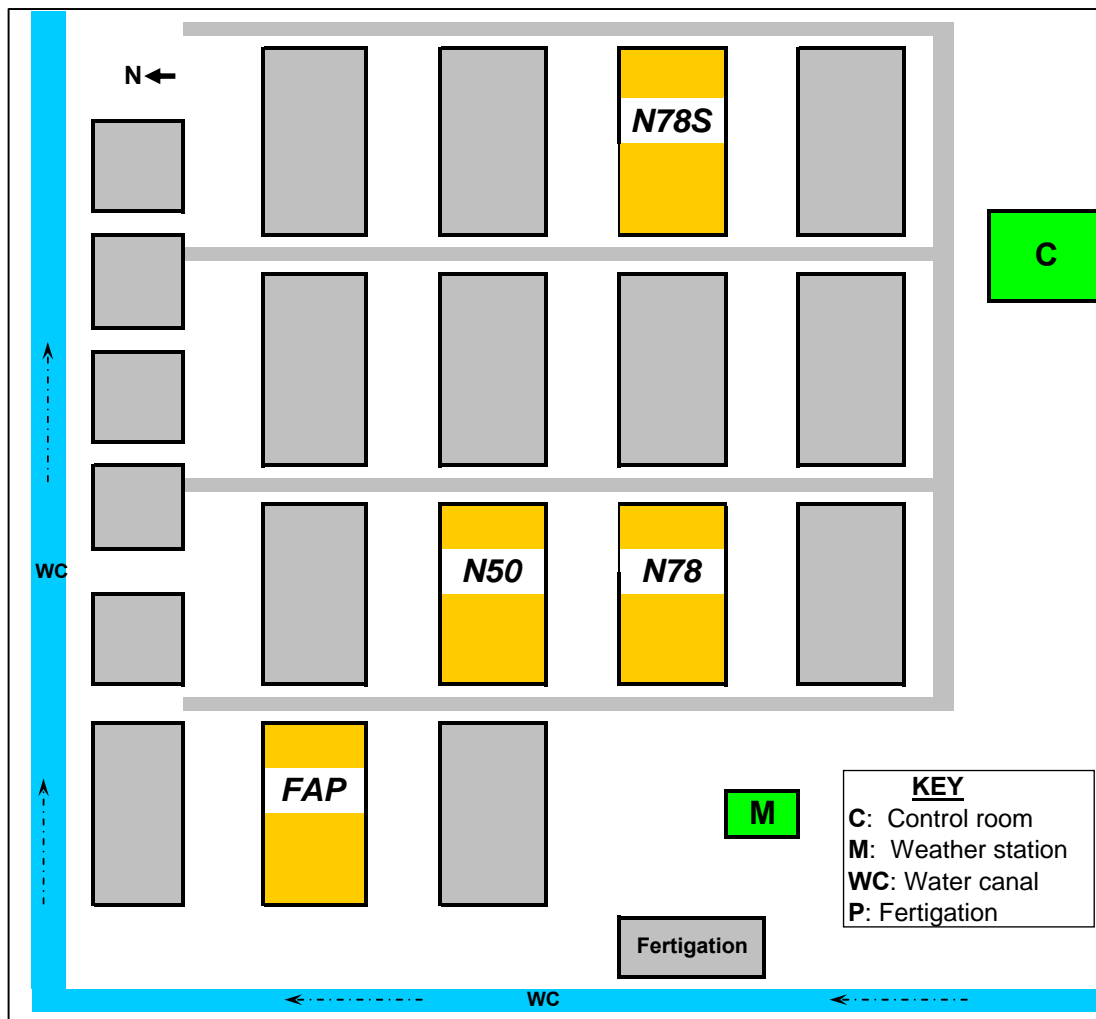 N
N78S
C
WC
N50
N78
FAP
M
KEY
C: Control room
M: Weather station
WC: Water canal
P: Fertigation
Fertigation
WC